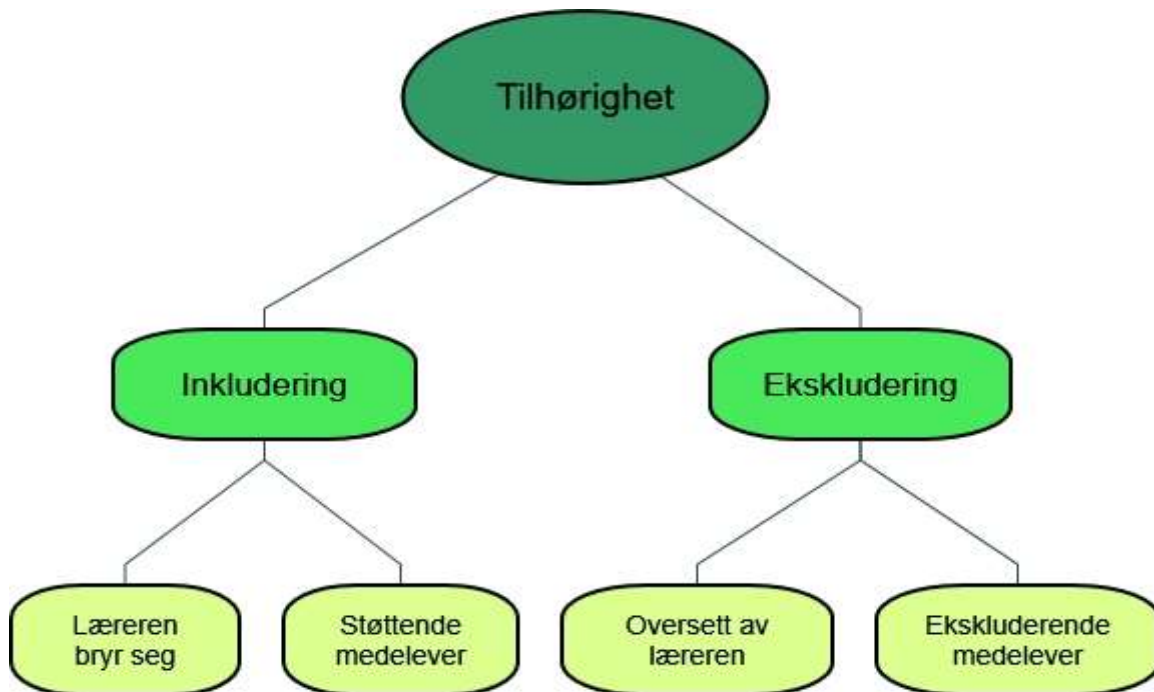 Tilhørighet
Inkludering
Ekskludering
Læreren
bryr seg
Støttende
medelever
Oversett av
læreren
Ekskluderende
medelever